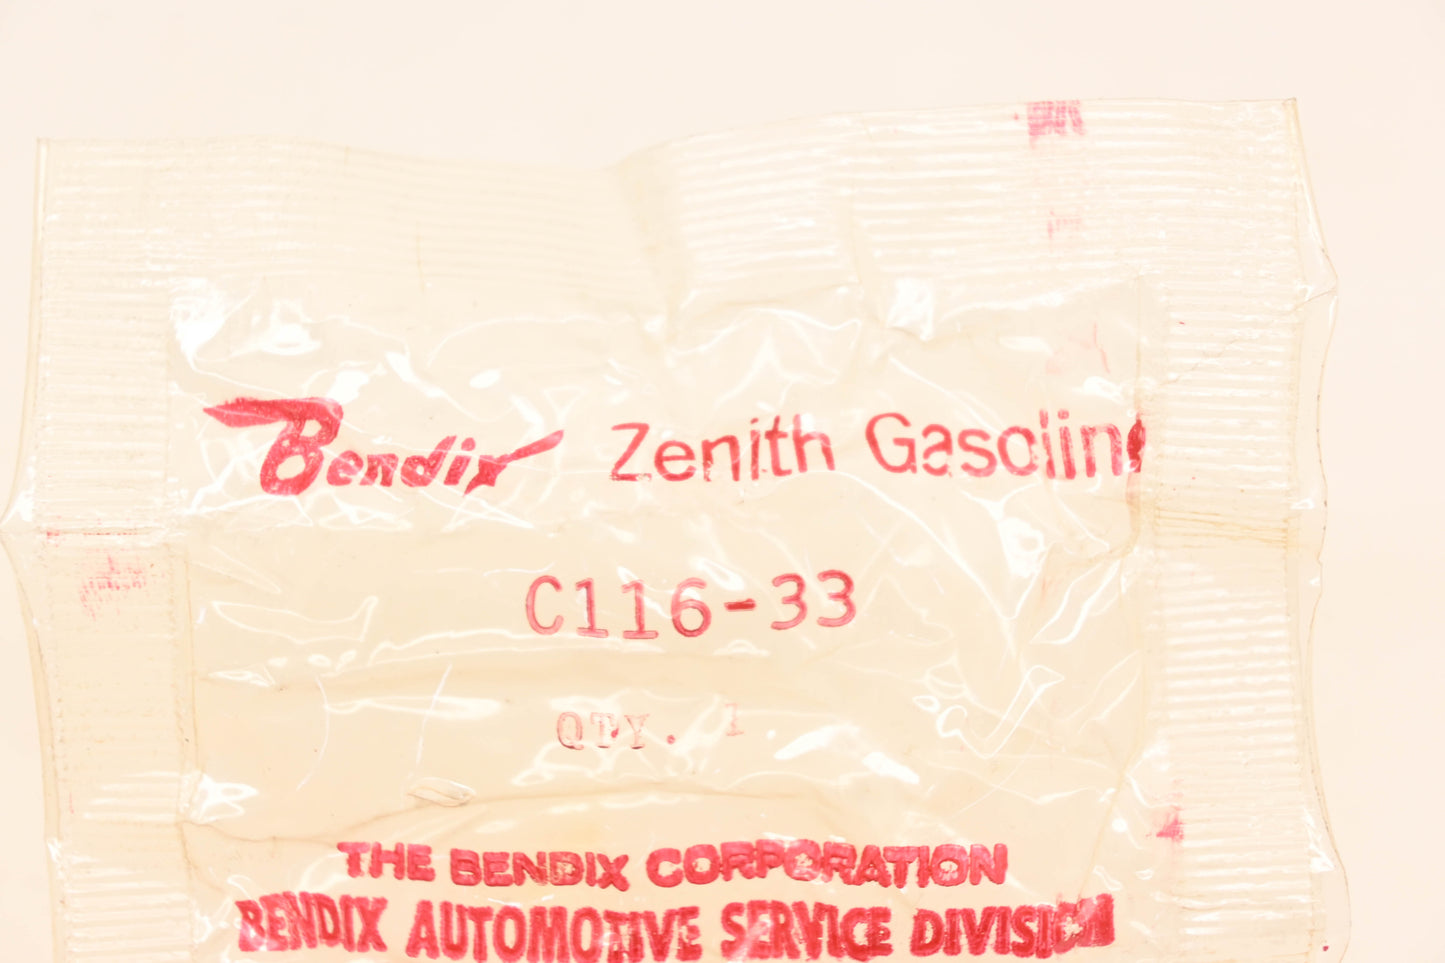 Bendix Zenith Gasoline
C116-33
QTY. 1
THE BENDIX CORPORATION
BENDIX AUTOMOTIVE SERVICE DIVISION